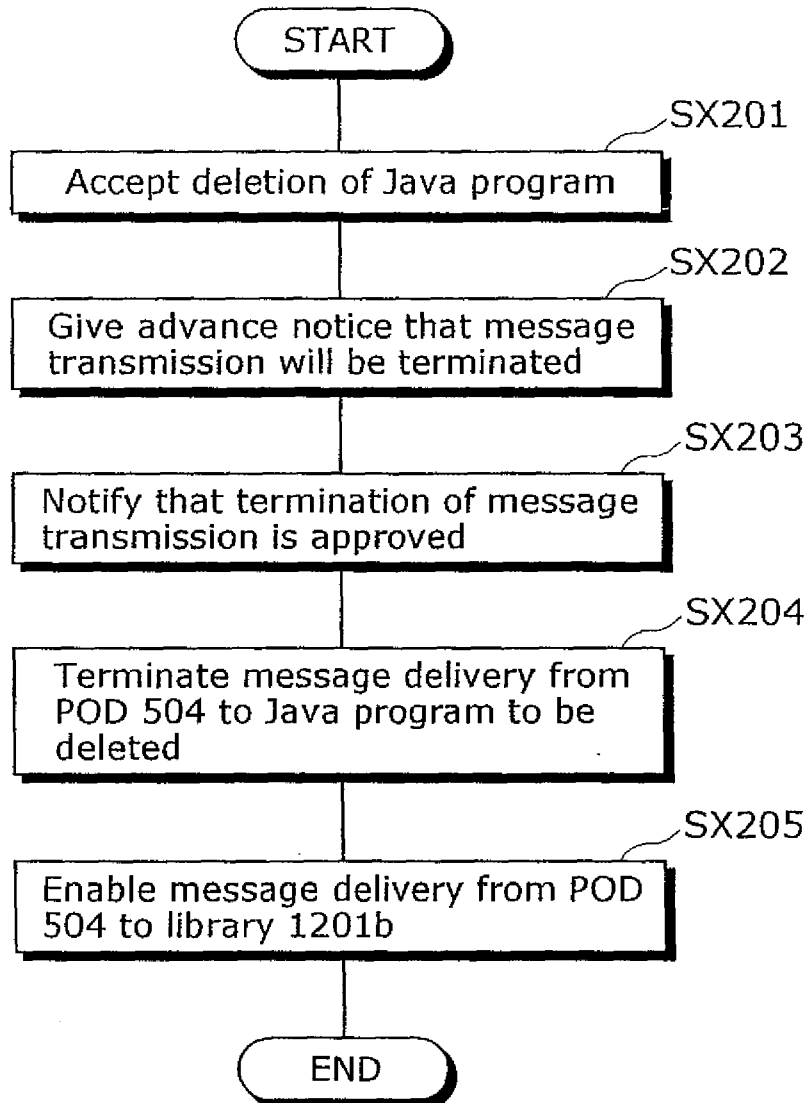 START
SX201
Accept deletion of Java program
SX202
Give advance notice that message
transmission will be terminated
SX203
Notify that termination of message
transmission is approved
SX204
Terminate message delivery from
POD 504 to Java program to be
deleted
SX205
Enable message delivery from POD
504 to library 1201b
END